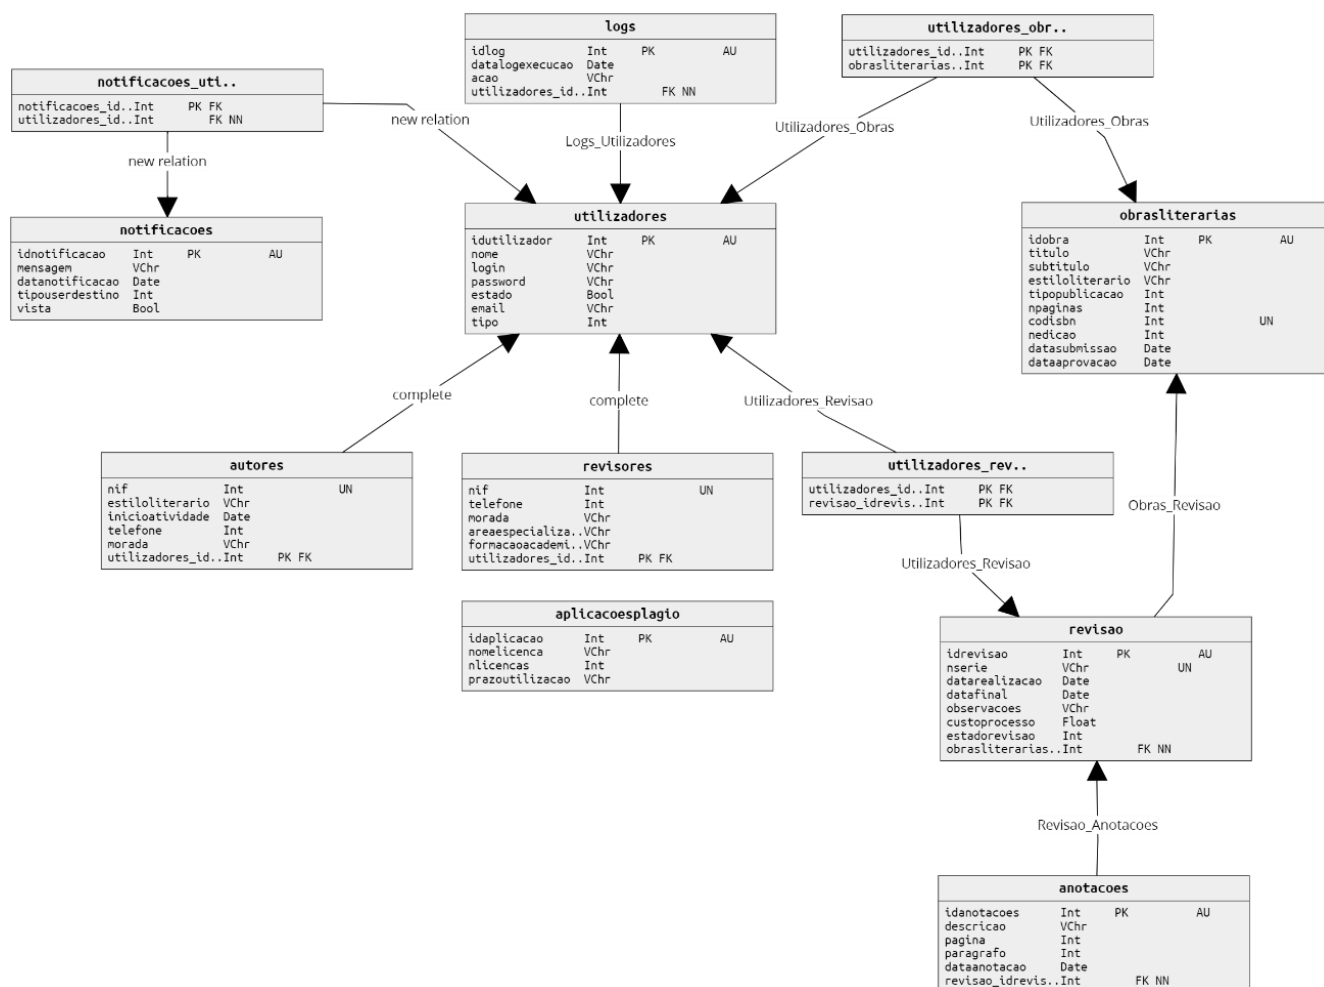 logs
idlog Int PK AU
datalogexecucao Date
acao VChr
utilizadores_id..Int FK NN
utilizadores_obr..
utilizadores_id..Int PK FK
obrasliterarias..Int PK FK
notificacoes_uti..
notificacoes_id..Int PK FK
utilizadores_id..Int FK NN
new relation
new relation
Logs_Utilizadores
Utilizadores_Obras
Utilizadores_Obras
notificacoes
idnotificacao Int PK AU
mensagem VChr
datanotificacao Date
tipouserdestino Int
vista Bool
utilizadores
idutilizador Int PK AU
nome VChr
login VChr
password VChr
estado Bool
email VChr
tipo Int
obrasliterarias
idobra Int PK AU
titulo VChr
subtitulo VChr
estiloliterario VChr
tipopublicacao Int
npaginas Int
codisbn Int UN
nedicao Int
datasubmissao Date
dataaprovacao Date
complete
complete
Utilizadores_Revisao
autores
nif Int UN
estiloliterario VChr
inicioatividade Date
telefone Int
morada VChr
utilizadores_id..Int PK FK
revisores
nif Int UN
telefone Int
morada VChr
areaespecializa..VChr
formacaoacademi..VChr
utilizadores_id..Int PK FK
utilizadores_rev..
utilizadores_id..Int PK FK
revisao_idrevis..Int PK FK
Obras_Revisao
Utilizadores_Revisao
aplicacoesplagio
idaplicacao Int PK AU
nomelicenca VChr
nlicencas Int
prazoutilizacao VChr
revisao
idrevisao Int PK AU
nserie VChr UN
datarealizacao Date
datafinal Date
observacoes VChr
custoprocesso Float
estadorevisao Int
obrasliterarias..Int FK NN
Revisao_Anotacoes
anotacoes
idanotacoes Int PK AU
descricao VChr
pagina Int
paragrafo Int
dataanotacao Date
revisao_idrevis..Int FK NN